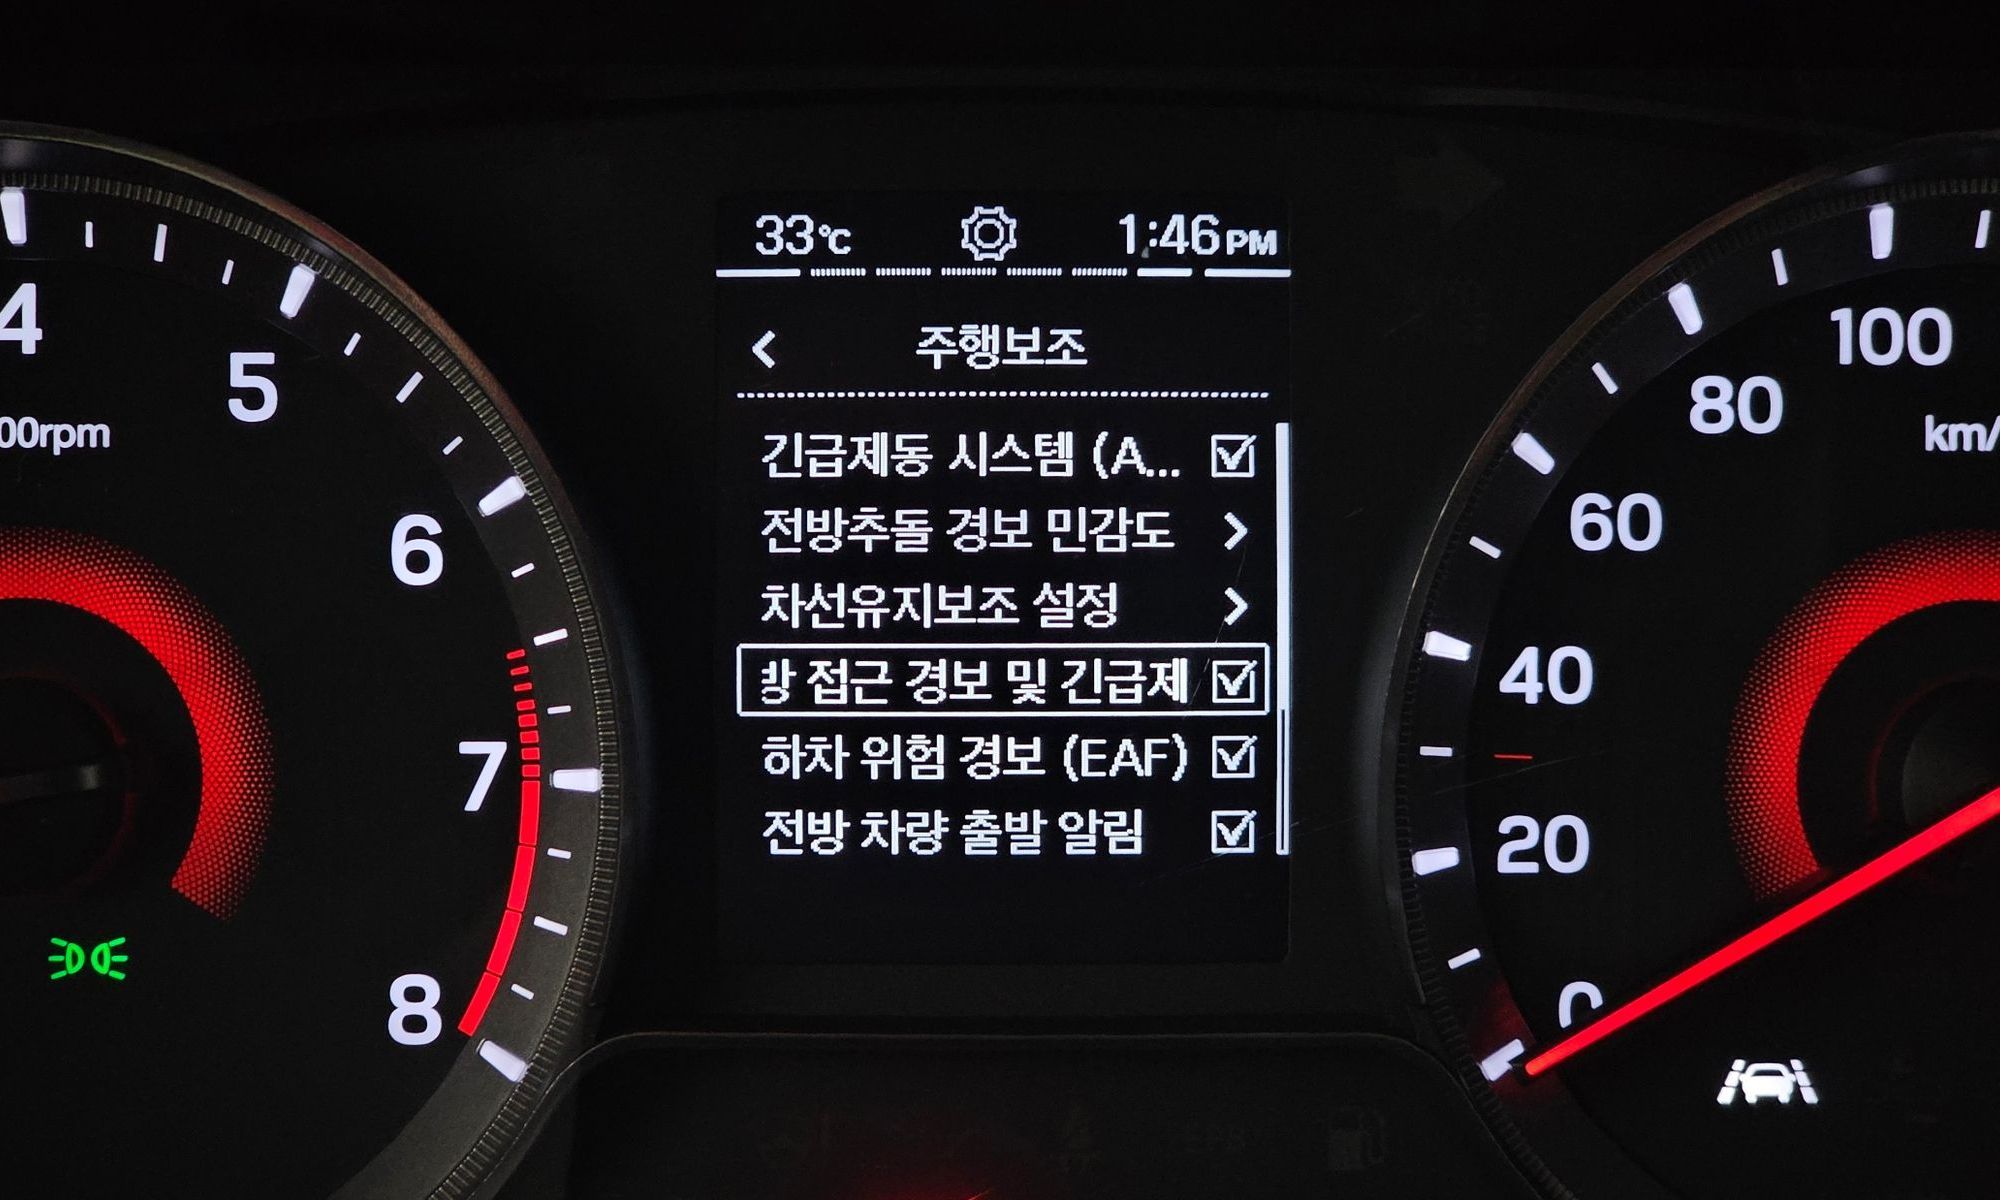 33℃ 1:46 PM
주행보조
긴급제동 시스템 (A...
전방추돌 경보 민감도
차선유지보조 설정
접근 경보 및 긴급제
하차 위험 경보 (EAF)
전방 차량 출발 알림
4
5
00rpm
6
7
8
100
80
km/
60
40
20
0